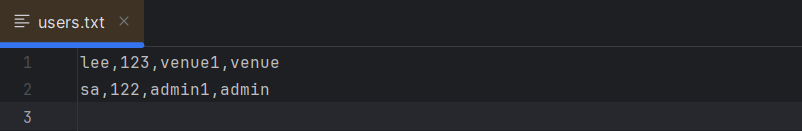 users.txt
1 lee,123,venue1,venue
2 sa,122,admin1,admin
3